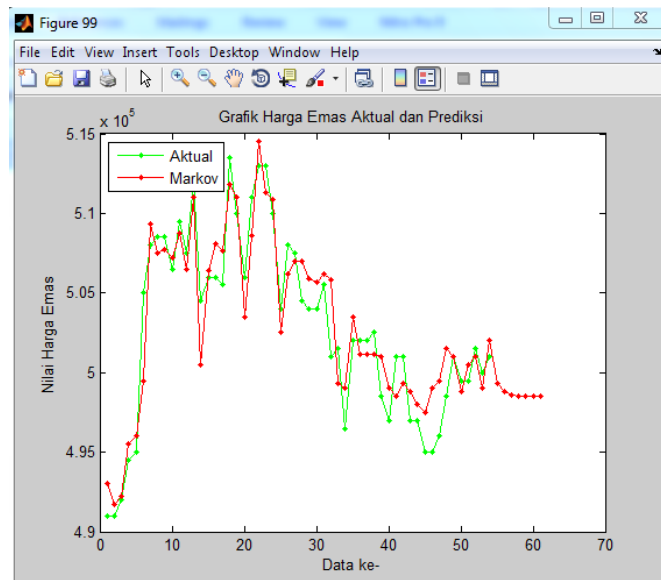 Figure 99
File Edit View Insert Tools Desktop Window Help
Grafik Harga Emas Aktual dan Prediksi
x 10^5
5.15
5.1
5.05
5
4.95
4.9
Aktual
Markov
Nilai Harga Emas
0 10 20 30 40 50 60 70
Data ke-